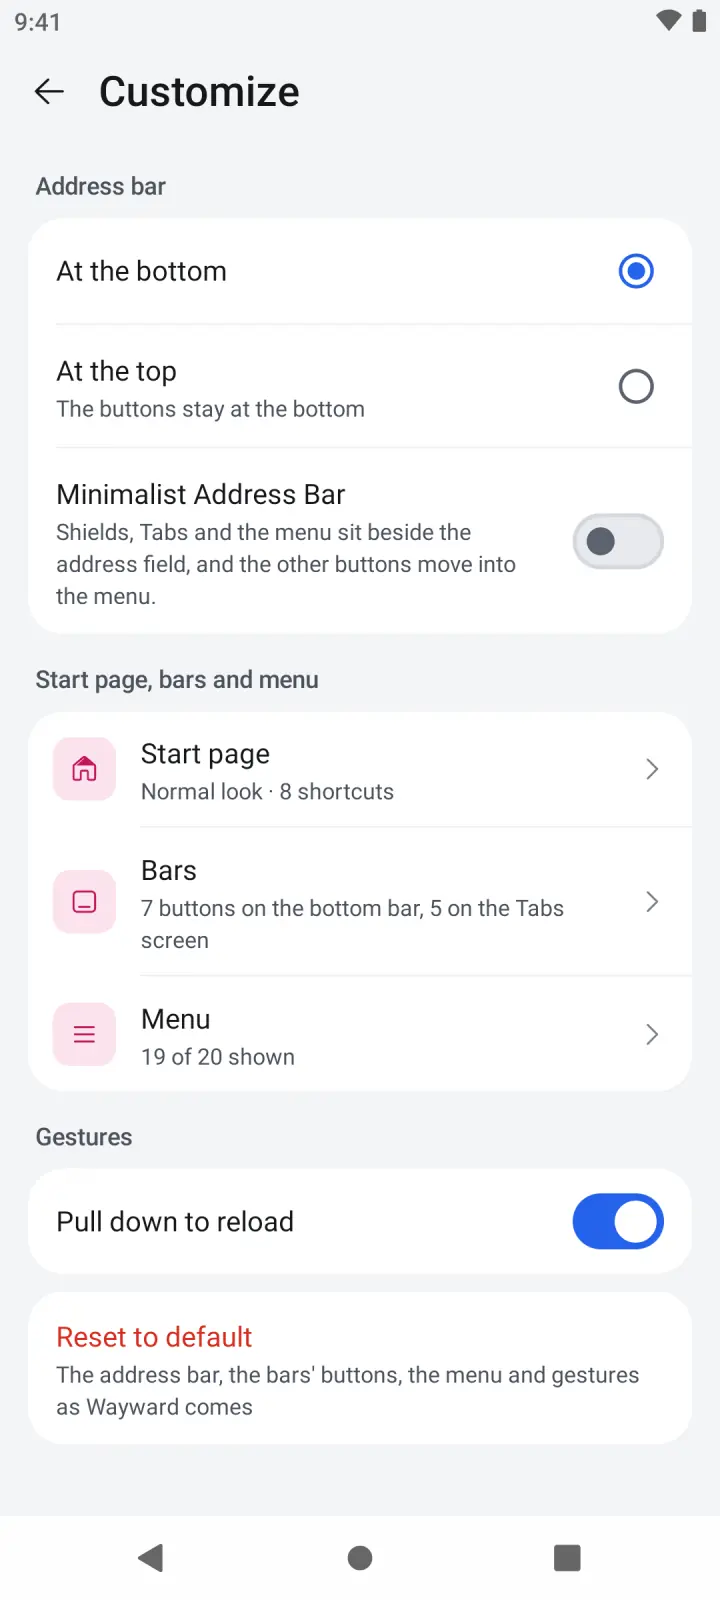 9:41
Customize
Address bar
At the bottom
At the top
The buttons stay at the bottom
Minimalist Address Bar
Shields, Tabs and the menu sit beside the
address field, and the other buttons move into
the menu.
Start page, bars and menu
Start page
Normal look · 8 shortcuts
Bars
7 buttons on the bottom bar, 5 on the Tabs
screen
Menu
19 of 20 shown
Gestures
Pull down to reload
Reset to default
The address bar, the bars' buttons, the menu and gestures
as Wayward comes